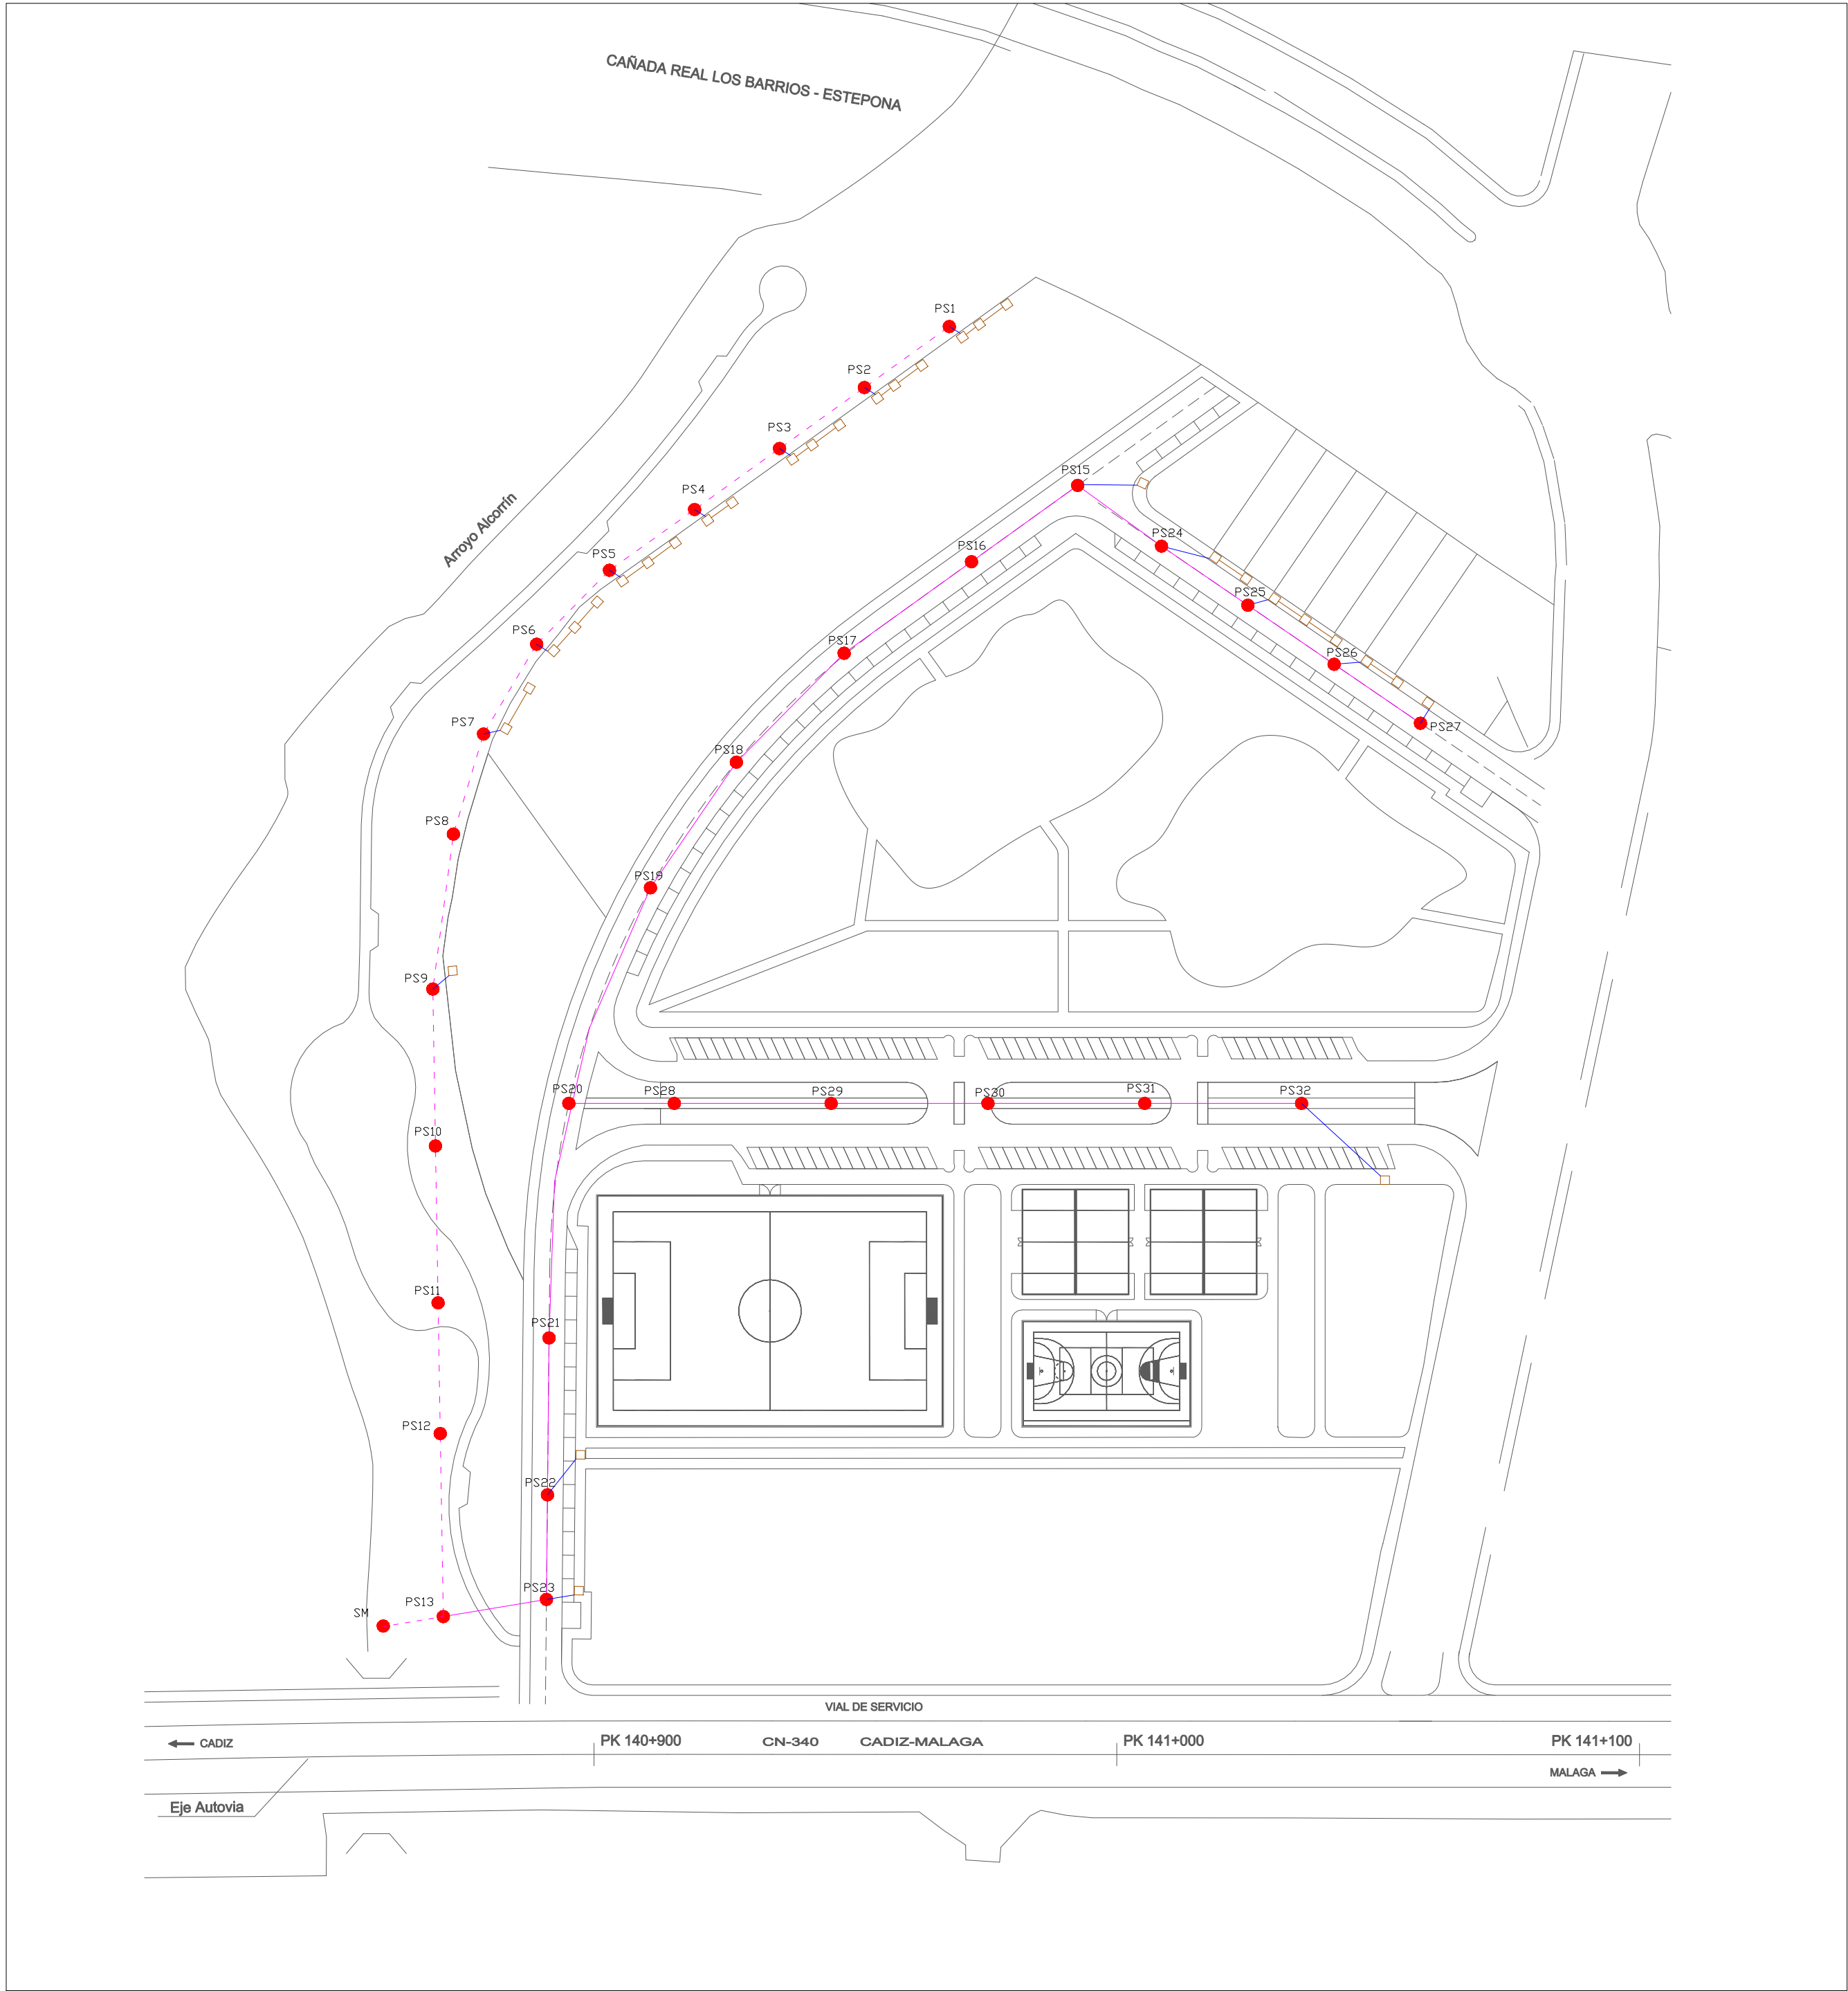 CAÑADA REAL LOS BARRIOS - ESTEPONA
PS1
PS2
PS3
PS15
Arroyo Alcorrín
PS4
PS24
PS16
PS5
PS25
PS6
PS17
PS26
PS7
PS27
PS18
PS8
PS19
PS9
PS20
PS28
PS29
PS30
PS31
PS32
PS10
PS11
PS21
PS12
PS22
PS23
PS13
SM
VIAL DE SERVICIO
CADIZ
PK 140+900
CN-340 CADIZ-MALAGA
PK 141+000
PK 141+100
MALAGA
Eje Autovia